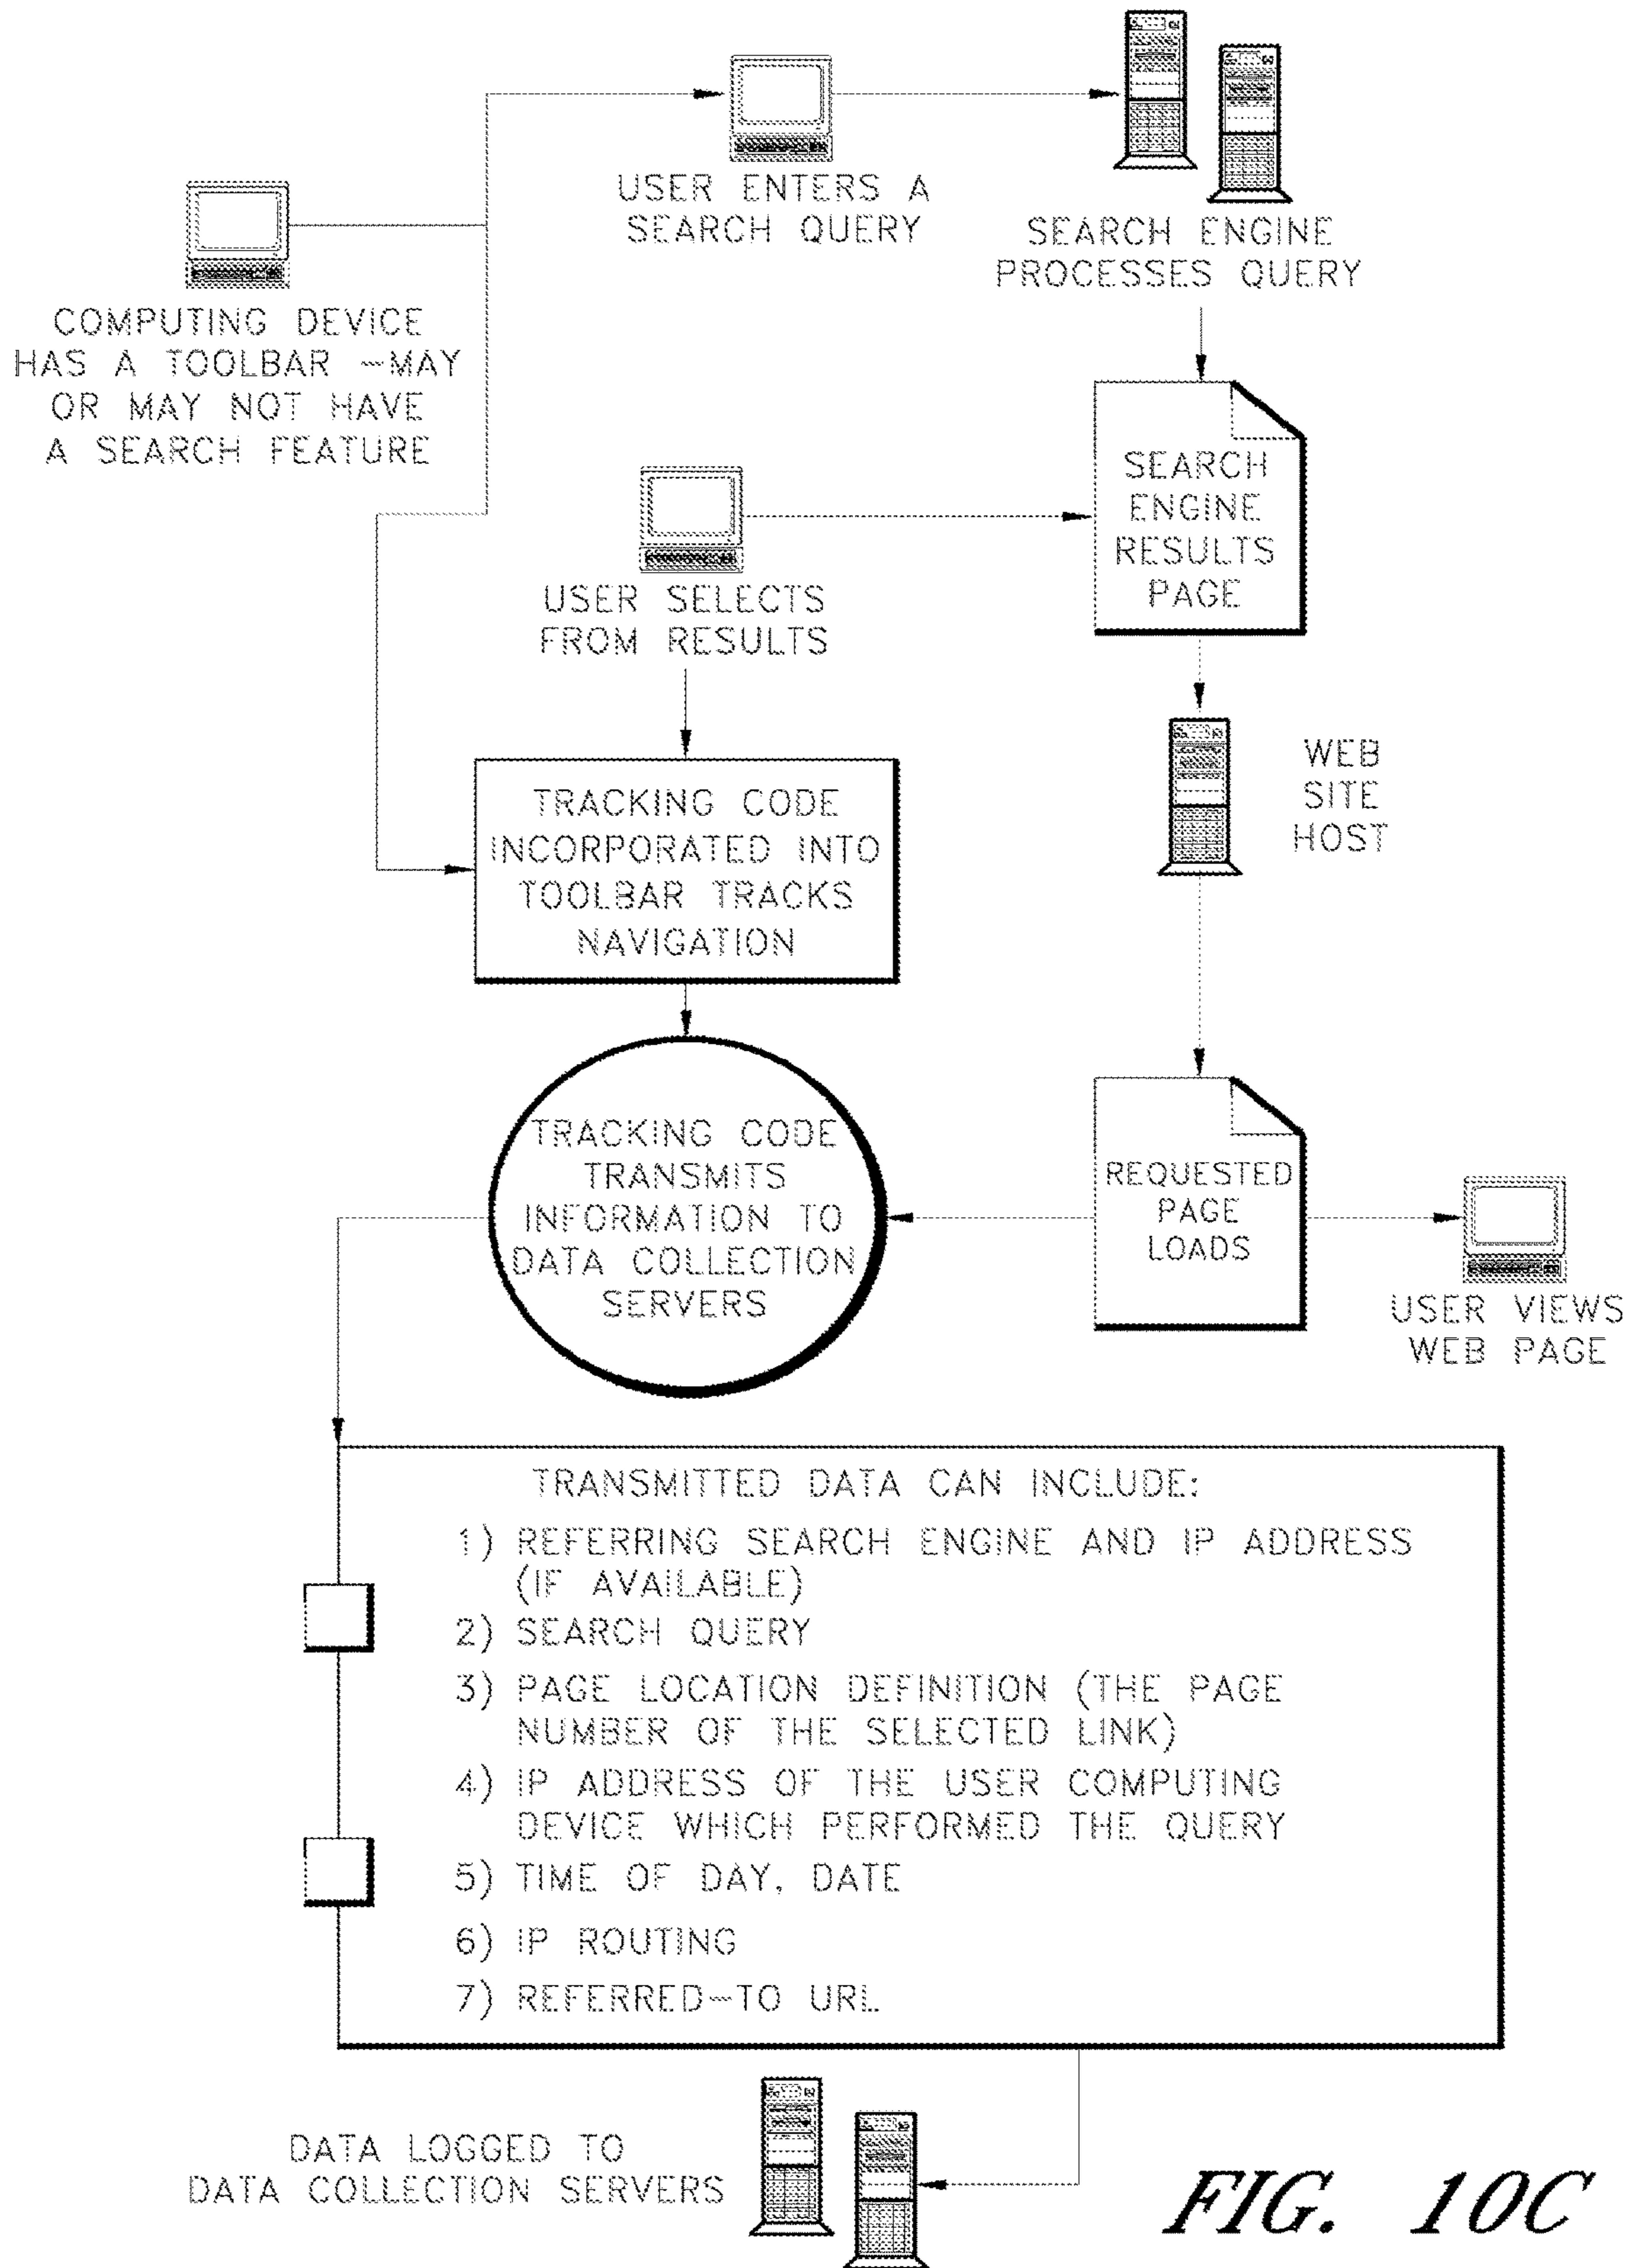 USER ENTERS A
SEARCH QUERY
SEARCH ENGINE
PROCESSES QUERY
COMPUTING DEVICE
HAS A TOOLBAR -MAY
OR MAY NOT HAVE
A SEARCH FEATURE
SEARCH
ENGINE
RESULTS
PAGE
USER SELECTS
FROM RESULTS
WEB
SITE
HOST
TRACKING CODE
INCORPORATED INTO
TOOLBAR TRACKS
NAVIGATION
TRACKING CODE
TRANSMITS
INFORMATION TO
DATA COLLECTION
SERVERS
REQUESTED
PAGE
LOADS
USER VIEWS
WEB PAGE
TRANSMITTED DATA CAN INCLUDE:
1) REFERRING SEARCH ENGINE AND IP ADDRESS
(IF AVAILABLE)
2) SEARCH QUERY
3) PAGE LOCATION DEFINITION (THE PAGE
NUMBER OF THE SELECTED LINK)
4) IP ADDRESS OF THE USER COMPUTING
DEVICE WHICH PERFORMED THE QUERY
5) TIME OF DAY, DATE
6) IP ROUTING
7) REFERRED-TO URL
DATA LOGGED TO
DATA COLLECTION SERVERS
FIG. 10C